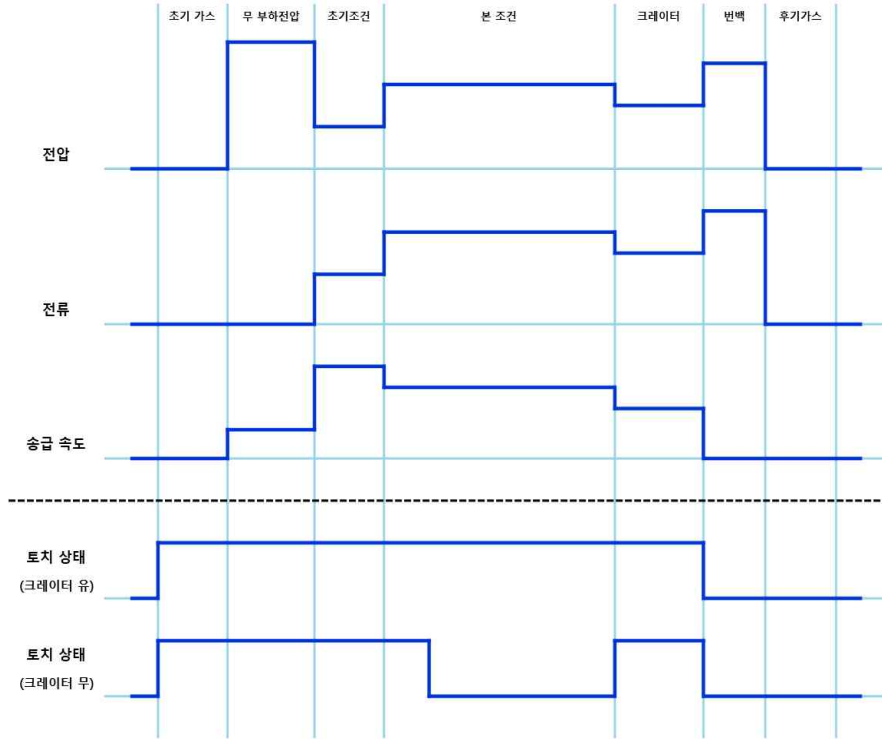 초기 가스
무 부하전압
초기조건
본 조건
크레이터
번백
후기가스
전압
전류
송급 속도
토치 상태
(크레이터 유)
토치 상태
(크레이터 무)